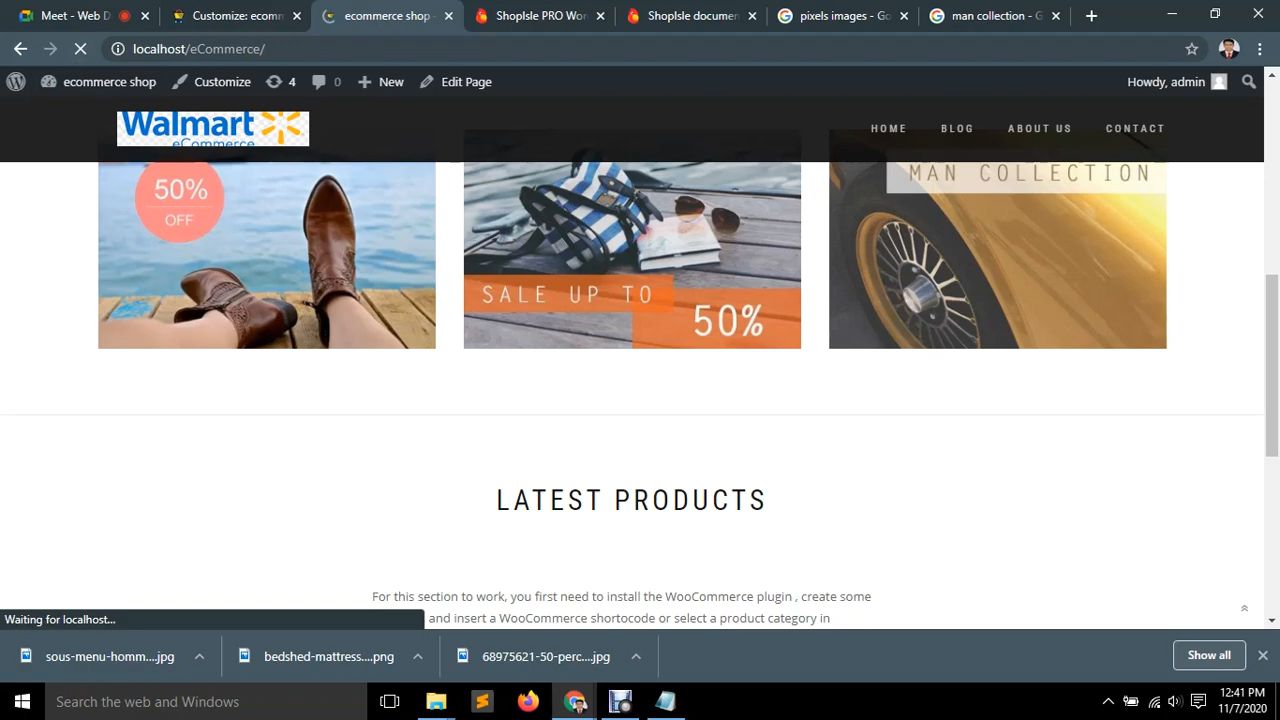 Meet - Web D
Customize: ecomm
ecommerce shop -
ShopIsle PRO Wor
ShopIsle documen
pixels images - Go
man collection - G
localhost/eCommerce/
ecommerce shop
Customize
4
0
New
Edit Page
Howdy, admin
Walmart
eCommerce
HOME
BLOG
ABOUT US
CONTACT
50%
OFF
SALE UP TO
50%
MAN COLLECTION
LATEST PRODUCTS
For this section to work, you first need to install the WooCommerce plugin , create some
and insert a WooCommerce shortocode or select a product category in
Waiting for localhost...
sous-menu-homm....jpg
bedshed-mattress....png
68975621-50-perc....jpg
Show all
Search the web and Windows
12:41 PM
11/7/2020